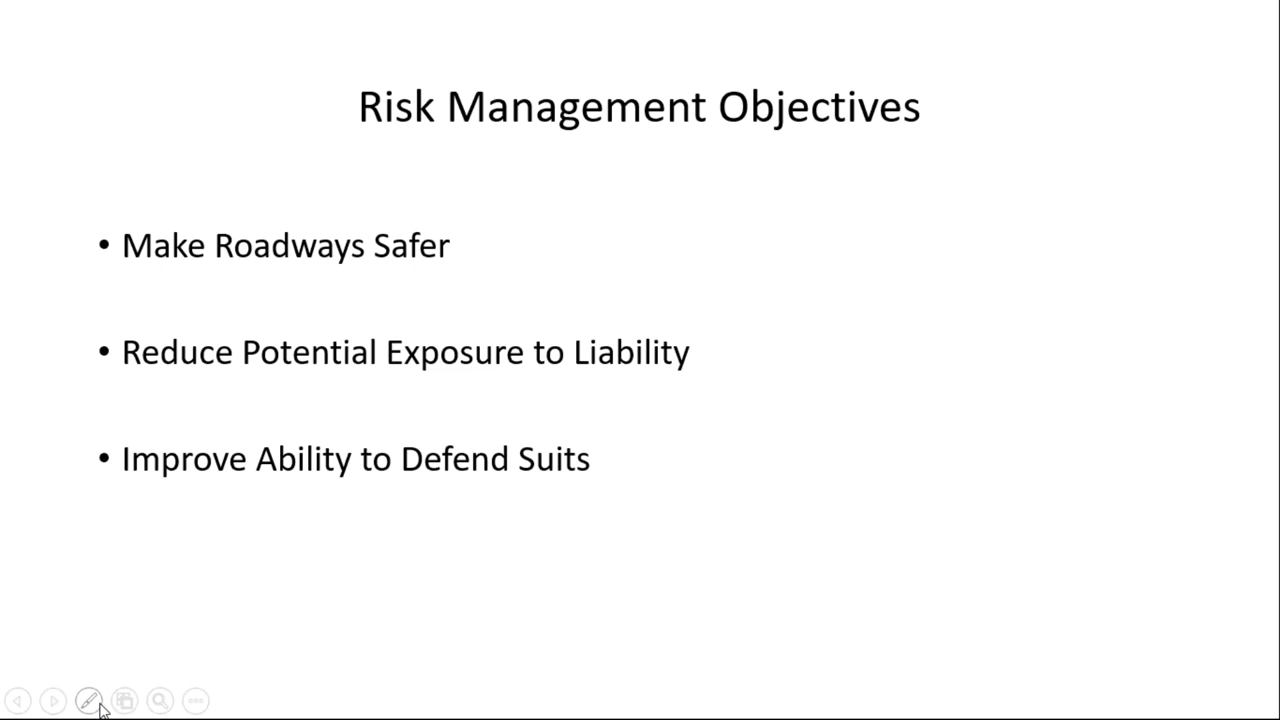 Risk Management Objectives
• Make Roadways Safer
• Reduce Potential Exposure to Liability
• Improve Ability to Defend Suits